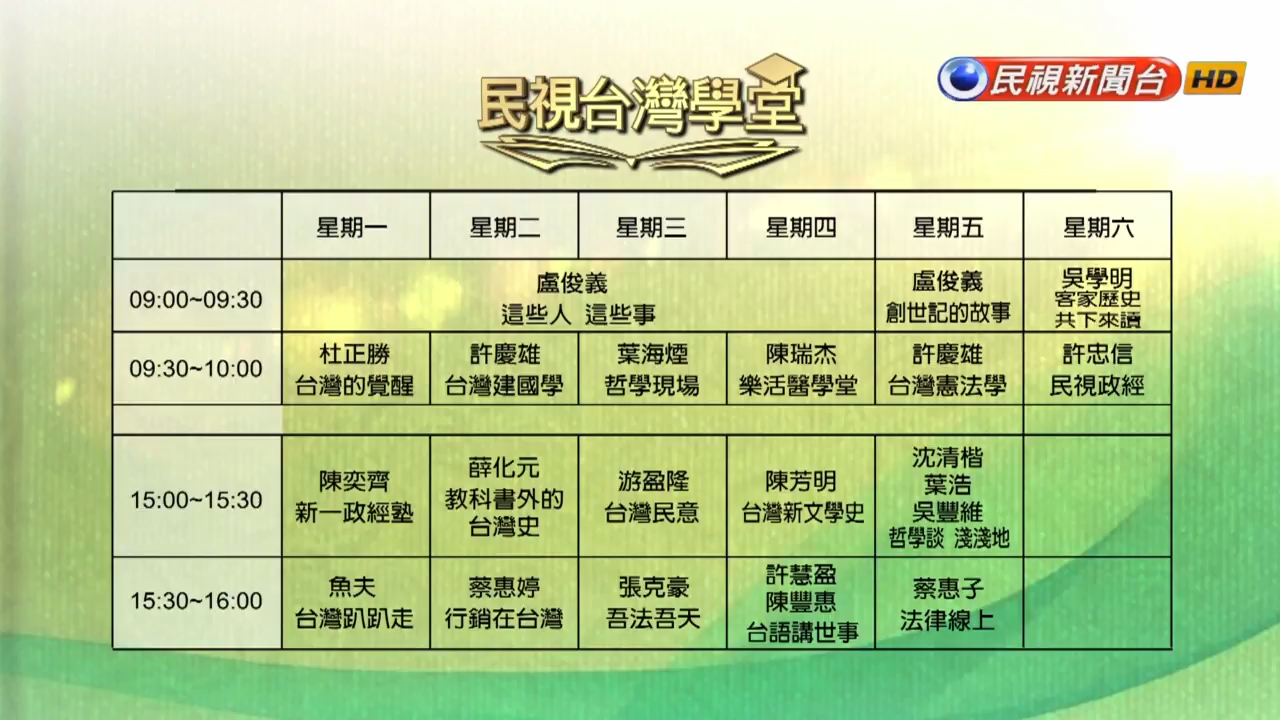 民視台灣學堂
民視新聞台 HD
星期一 星期二 星期三 星期四 星期五 星期六
09:00~09:30
盧俊義
這些人 這些事
盧俊義
創世記的故事
吳學明
客家歷史
共下來讀
09:30~10:00
杜正勝
台灣的覺醒
許慶雄
台灣建國學
葉海煙
哲學現場
陳瑞杰
樂活醫學堂
許慶雄
台灣憲法學
許忠信
民視政經
15:00~15:30
陳奕齊
新一政經塾
薛化元
教科書外的
台灣史
游盈隆
台灣民意
陳芳明
台灣新文學史
沈清楷
葉浩
吳豐維
哲學談 淺淺地
15:30~16:00
魚夫
台灣趴趴走
蔡惠婷
行銷在台灣
張克豪
吾法吾天
許慧盈
陳豐惠
台語講世事
蔡惠子
法律線上